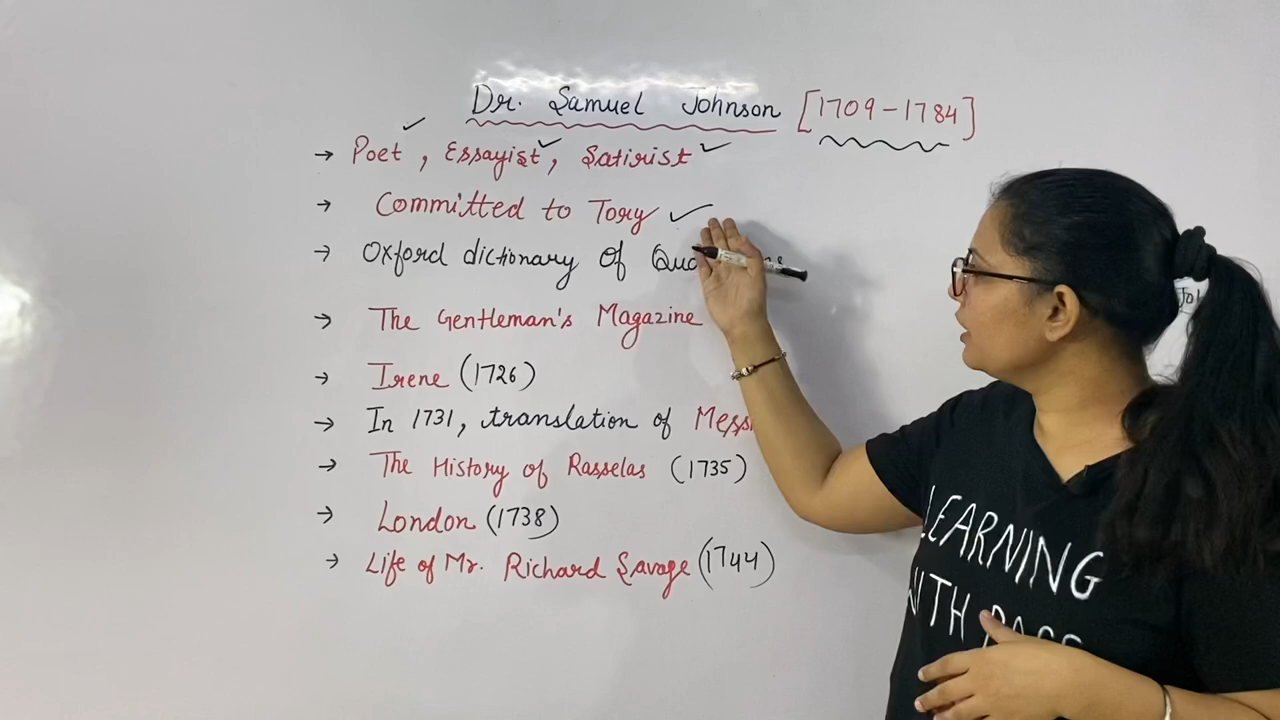 Dr. Samuel Johnson [1709-1784]
→ Poet, Essayist, Satirist
→ Committed to Tory
→ Oxford dictionary of
→ The Gentleman's Magazine
→ Irene (1726)
→ In 1731, translation of
→ The History of Rasselas (1735)
→ London (1738)
→ Life of Mr. Richard Savage (1744)
LEARNING
WITH